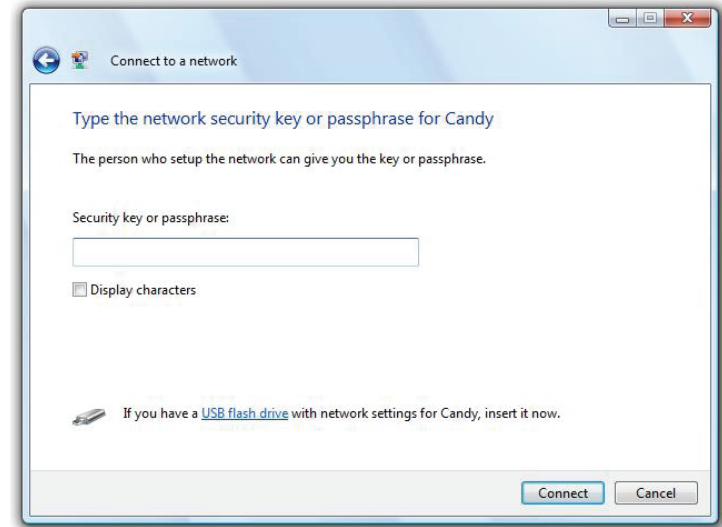 Connect to a network
Type the network security key or passphrase for Candy
The person who setup the network can give you the key or passphrase.
Security key or passphrase:
Display characters
If you have a USB flash drive with network settings for Candy, insert it now.
Connect
Cancel